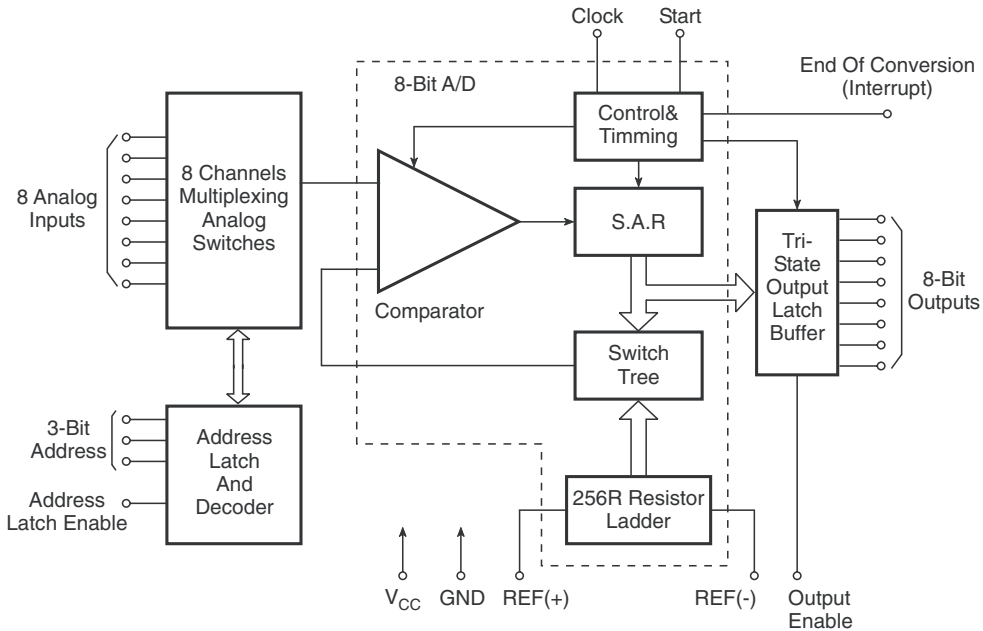 Clock
Start
8-Bit A/D
End Of Conversion
(Interrupt)
Control&
Timming
8 Analog
Inputs
8 Channels
Multiplexing
Analog
Switches
S.A.R
Tri-
State
Output
Latch
Buffer
8-Bit
Outputs
Comparator
Switch
Tree
3-Bit
Address
Address
Latch
And
Decoder
Address
Latch Enable
256R Resistor
Ladder
VCC
GND
REF(+)
REF(-)
Output
Enable